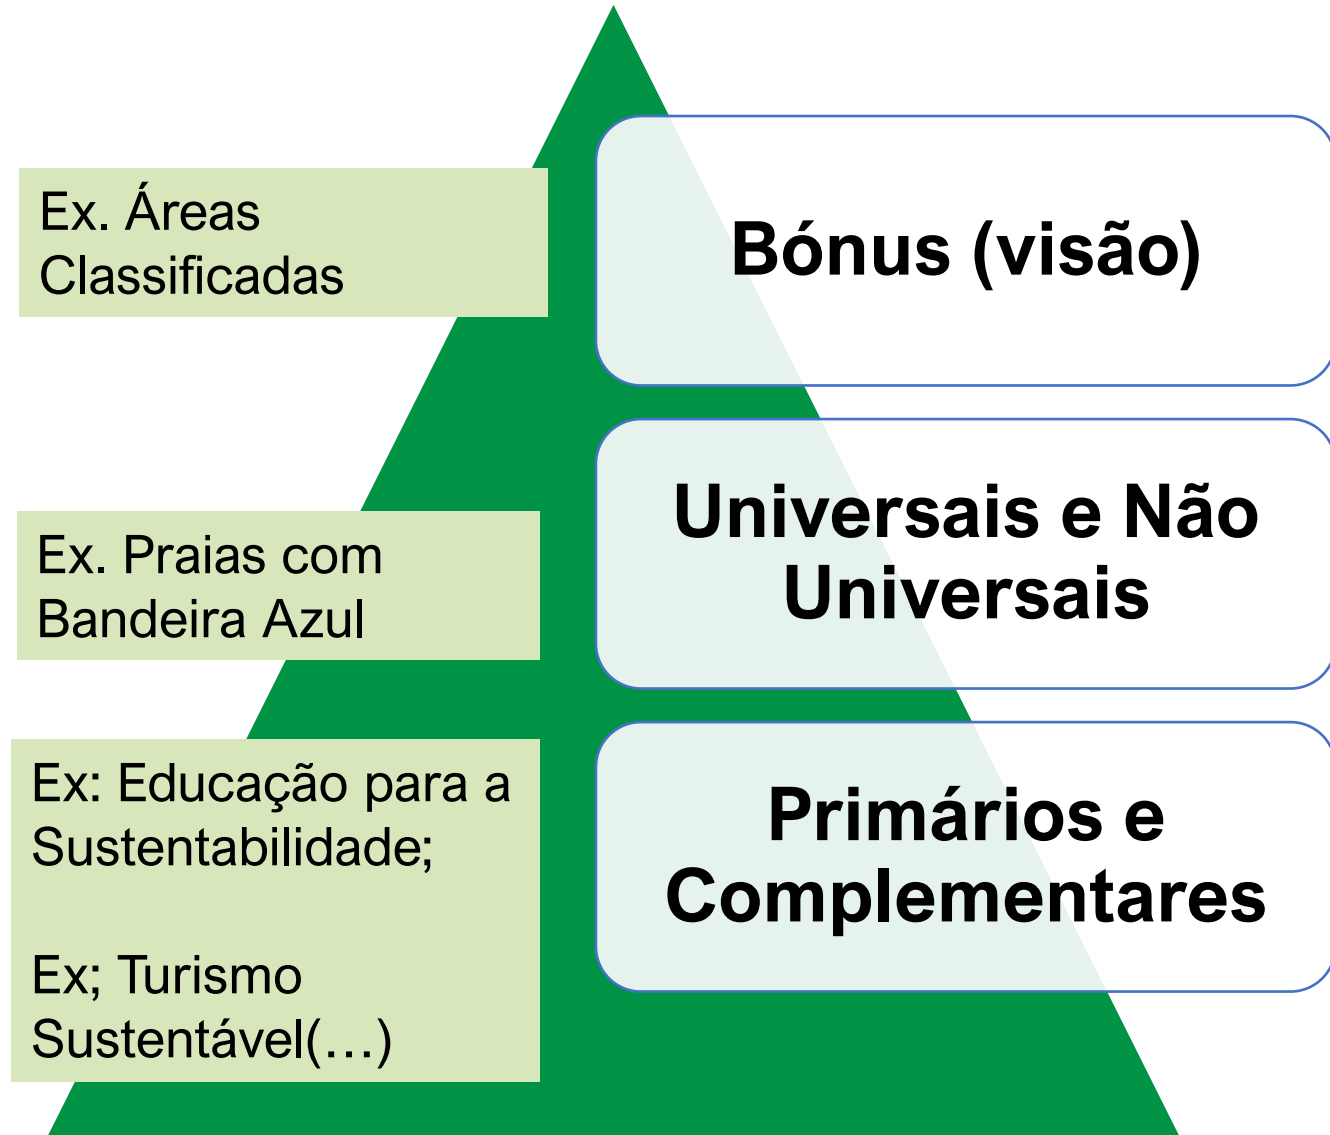 Ex. Áreas
Classificadas
Bónus (visão)
Ex. Praias com
Bandeira Azul
Universais e Não
Universais
Ex: Educação para a
Sustentabilidade;
Ex; Turismo
Sustentável(…)
Primários e
Complementares